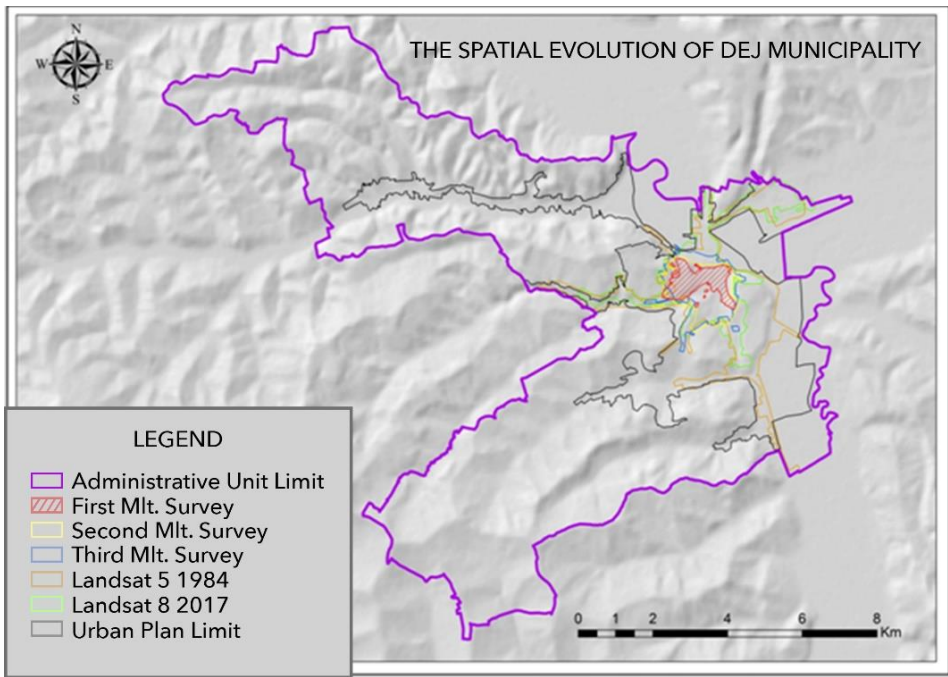 N
W E
S
THE SPATIAL EVOLUTION OF DEJ MUNICIPALITY
LEGEND
Administrative Unit Limit
First Mlt. Survey
Second Mlt. Survey
Third Mlt. Survey
Landsat 5 1984
Landsat 8 2017
Urban Plan Limit
0 1 2 4 6 8
Km